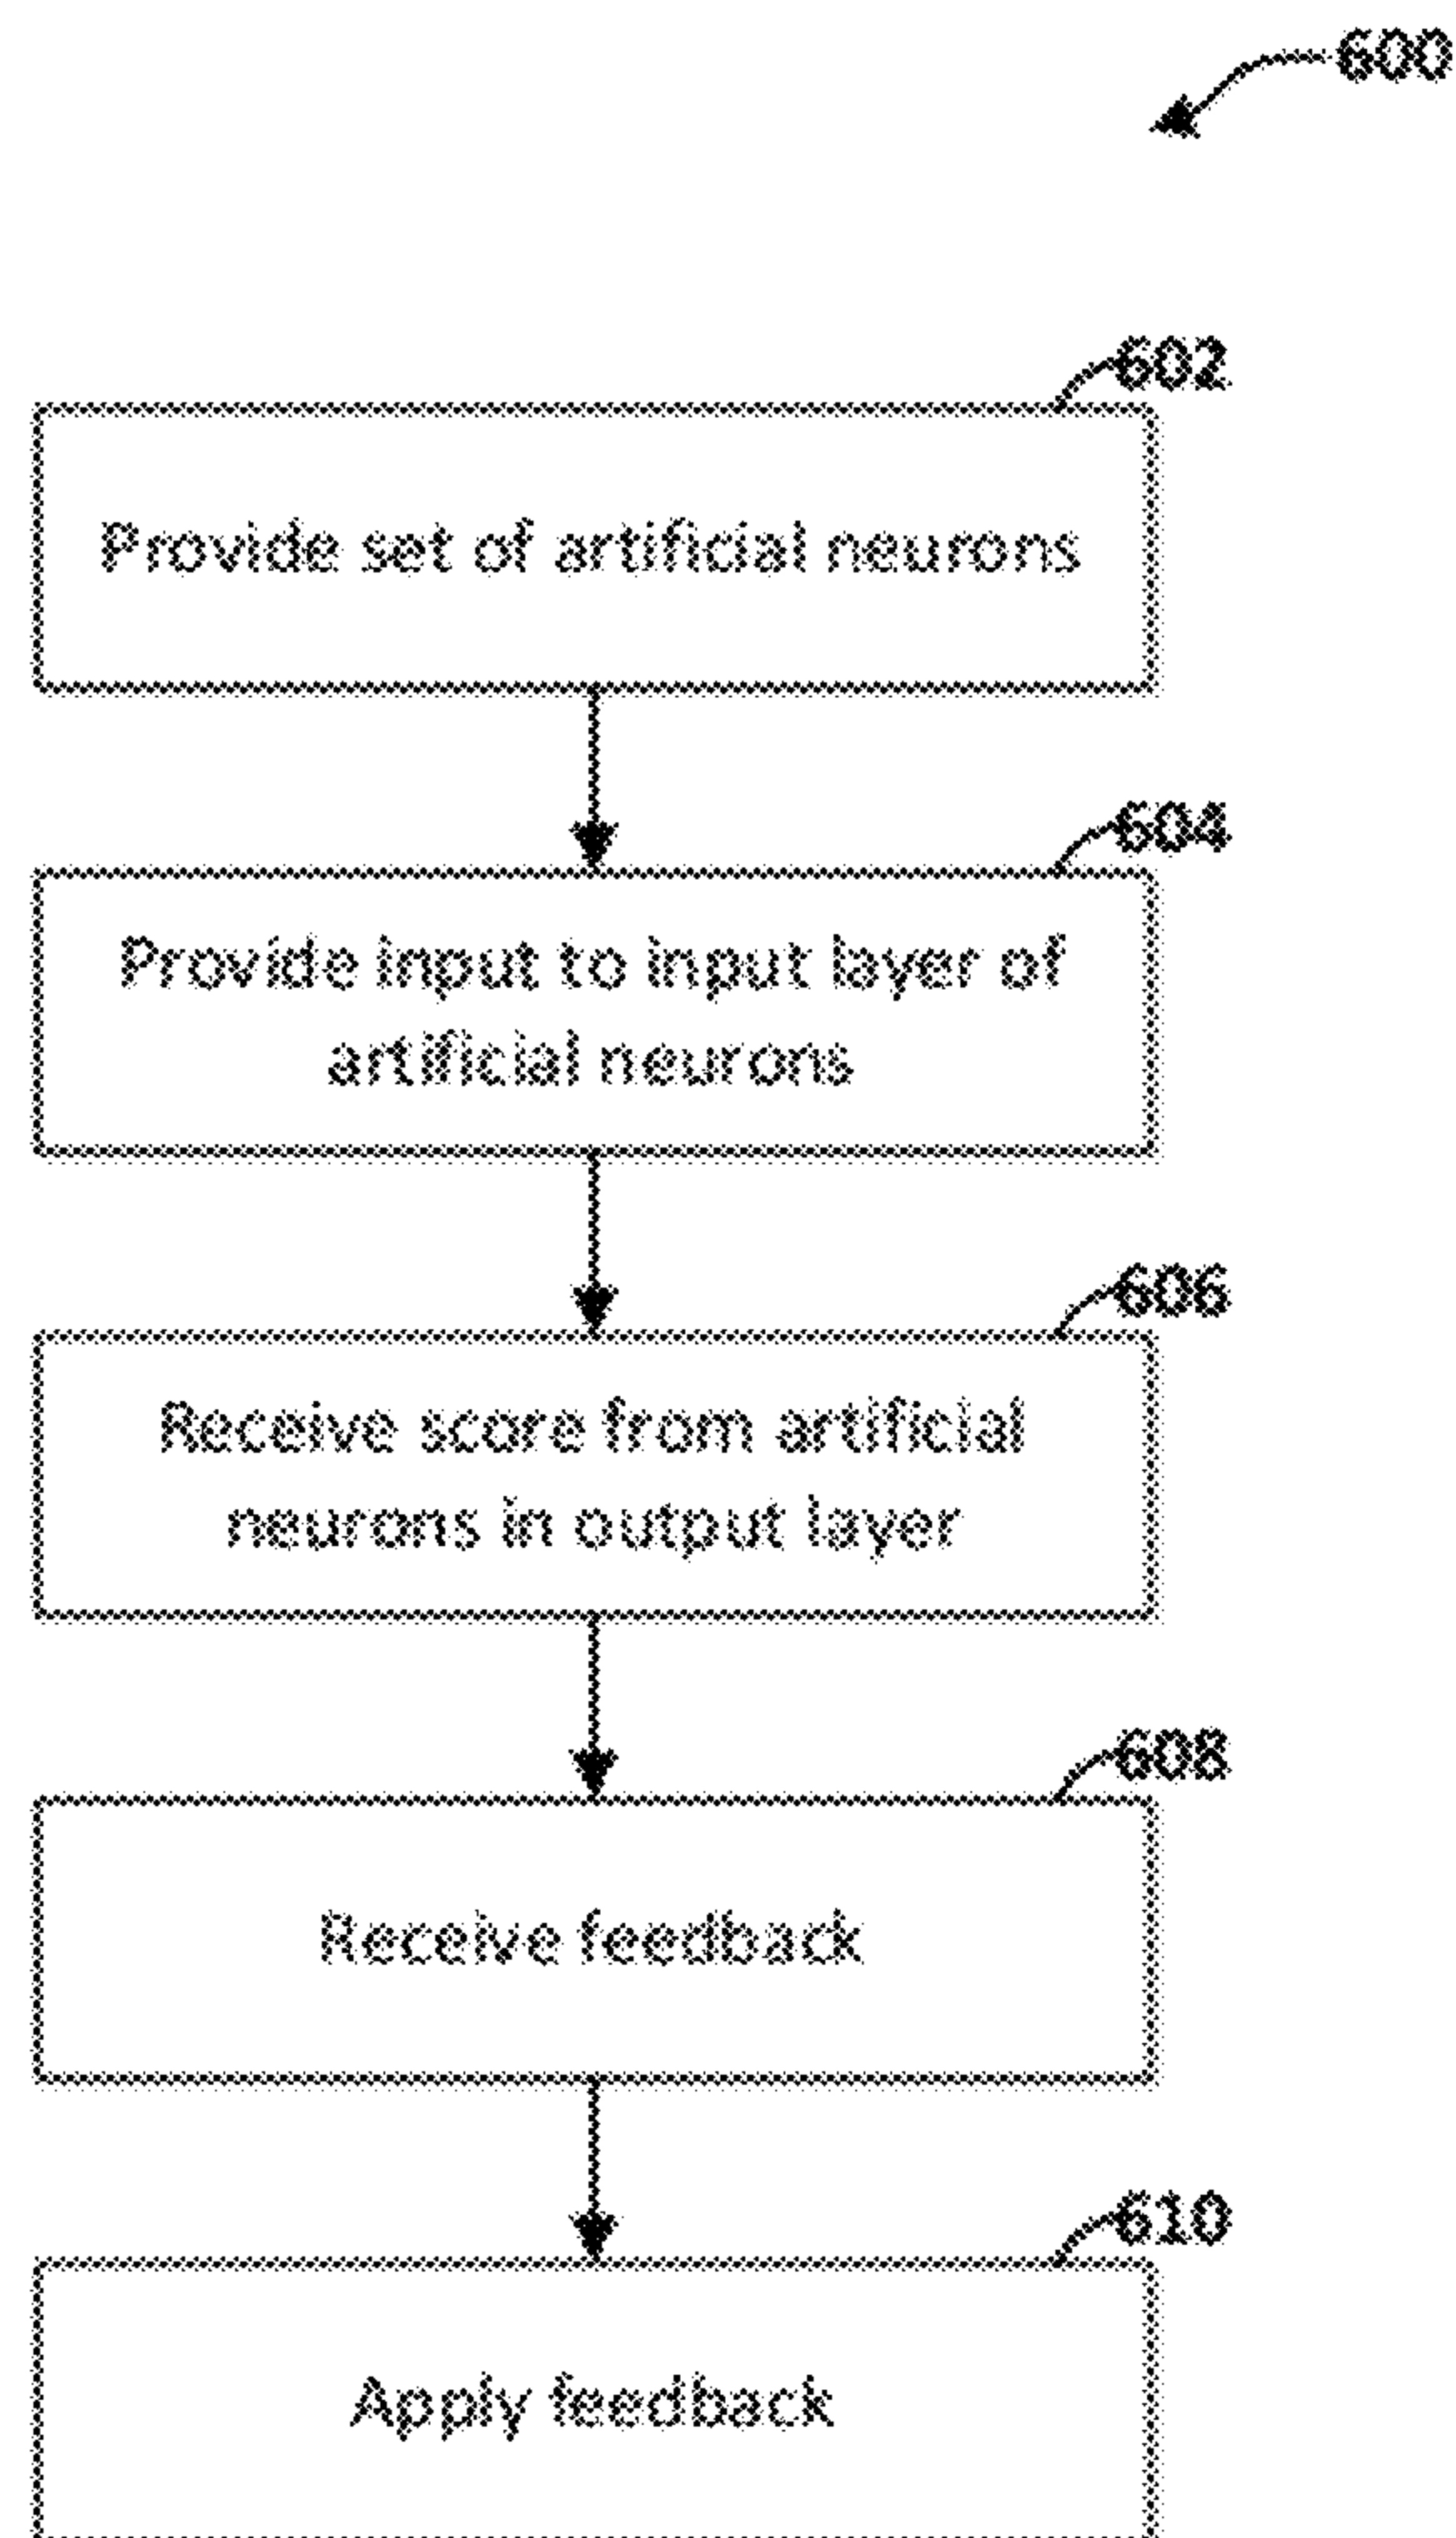 600
602
Provide set of artificial neurons
604
Provide input to input layer of
artificial neurons
606
Receive score from artificial
neurons in output layer
608
Receive feedback
610
Apply feedback